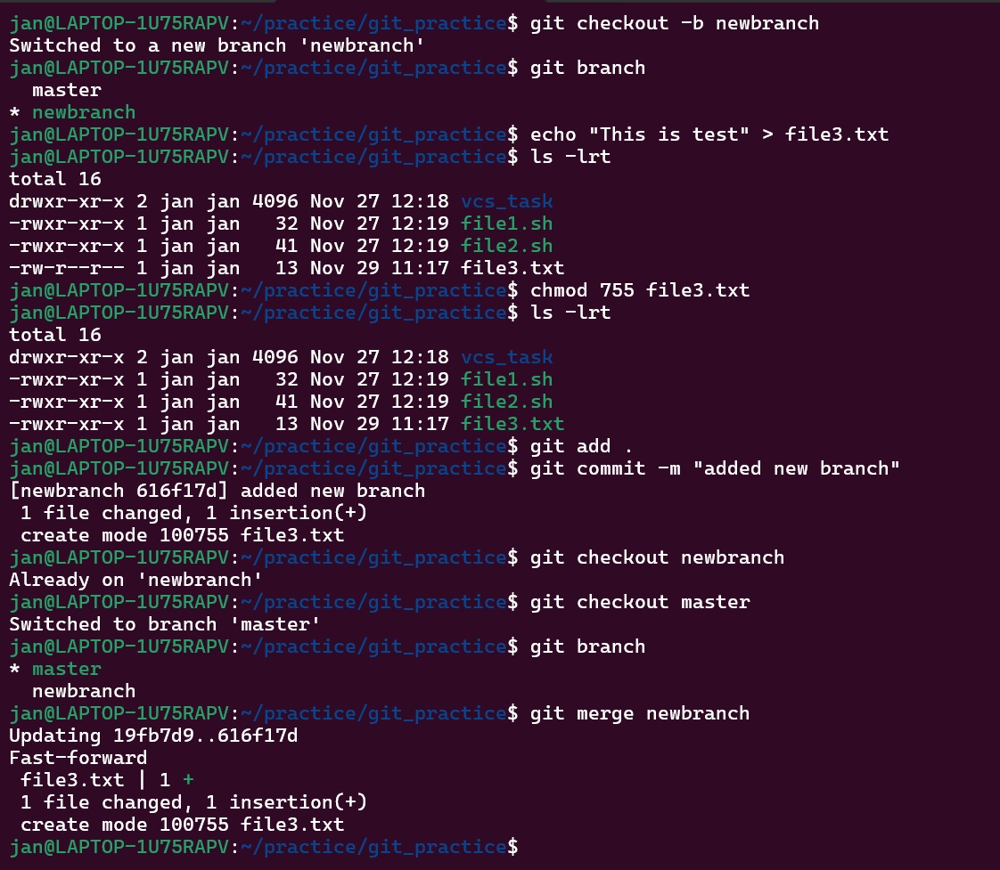 jan@LAPTOP-1U75RAPV:~/practice/git_practice$ git checkout -b newbranch
Switched to a new branch 'newbranch'
jan@LAPTOP-1U75RAPV:~/practice/git_practice$ git branch
  master
* newbranch
jan@LAPTOP-1U75RAPV:~/practice/git_practice$ echo "This is test" > file3.txt
jan@LAPTOP-1U75RAPV:~/practice/git_practice$ ls -lrt
total 16
drwxr-xr-x 2 jan jan 4096 Nov 27 12:18 vcs_task
-rwxr-xr-x 1 jan jan   32 Nov 27 12:19 file1.sh
-rwxr-xr-x 1 jan jan   41 Nov 27 12:19 file2.sh
-rw-r--r-- 1 jan jan   13 Nov 29 11:17 file3.txt
jan@LAPTOP-1U75RAPV:~/practice/git_practice$ chmod 755 file3.txt
jan@LAPTOP-1U75RAPV:~/practice/git_practice$ ls -lrt
total 16
drwxr-xr-x 2 jan jan 4096 Nov 27 12:18 vcs_task
-rwxr-xr-x 1 jan jan   32 Nov 27 12:19 file1.sh
-rwxr-xr-x 1 jan jan   41 Nov 27 12:19 file2.sh
-rwxr-xr-x 1 jan jan   13 Nov 29 11:17 file3.txt
jan@LAPTOP-1U75RAPV:~/practice/git_practice$ git add .
jan@LAPTOP-1U75RAPV:~/practice/git_practice$ git commit -m "added new branch"
[newbranch 616f17d] added new branch
 1 file changed, 1 insertion(+)
 create mode 100755 file3.txt
jan@LAPTOP-1U75RAPV:~/practice/git_practice$ git checkout newbranch
Already on 'newbranch'
jan@LAPTOP-1U75RAPV:~/practice/git_practice$ git checkout master
Switched to branch 'master'
jan@LAPTOP-1U75RAPV:~/practice/git_practice$ git branch
* master
  newbranch
jan@LAPTOP-1U75RAPV:~/practice/git_practice$ git merge newbranch
Updating 19fb7d9..616f17d
Fast-forward
 file3.txt | 1 +
 1 file changed, 1 insertion(+)
 create mode 100755 file3.txt
jan@LAPTOP-1U75RAPV:~/practice/git_practice$